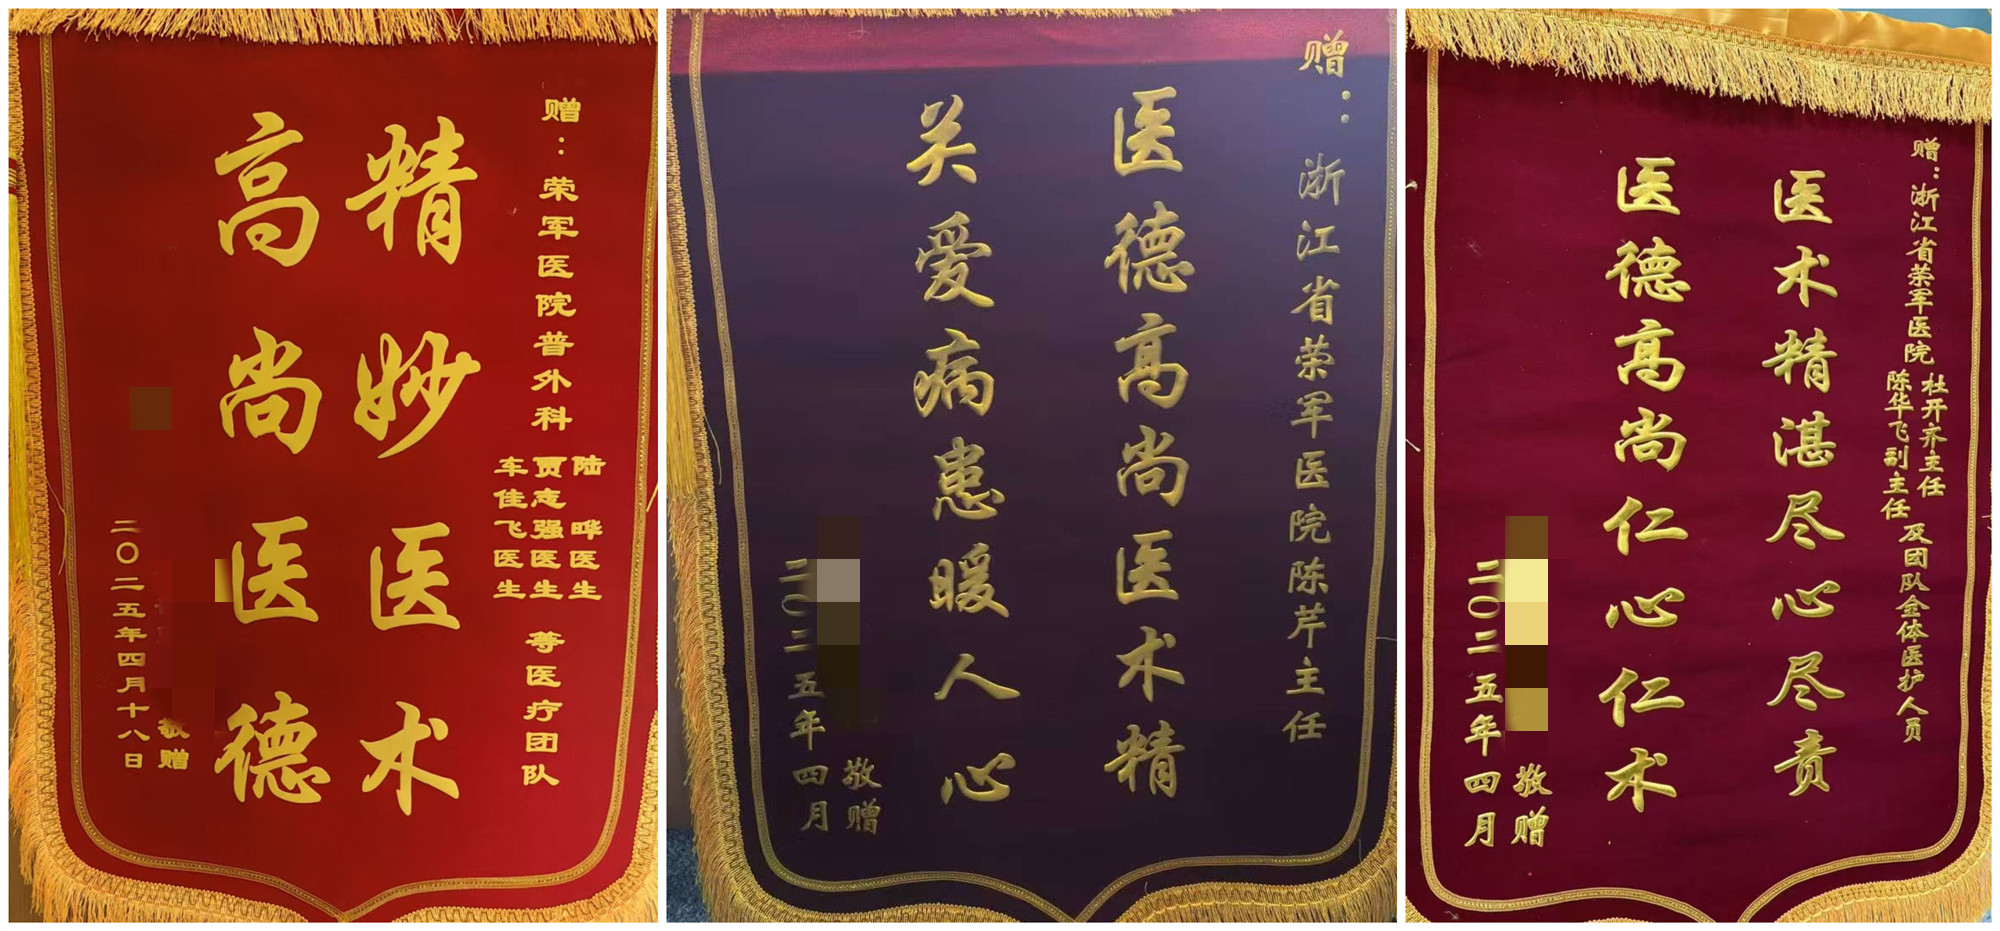 赠：荣军医院普外科
陆晔医生
贾志强医生
车佳飞医生
等医疗团队
精妙医术
高尚医德
敬赠
二〇二五年四月十八日
赠：浙江省荣军医院陈芹主任
医德高尚医术精
关爱病患暖人心
敬赠
二〇二五年四月
赠：浙江省荣军医院
杜开齐主任
陈华飞副主任
及团队全体医护人员
医术精湛尽心尽责
医德高尚仁心仁术
敬赠
二〇二五年四月